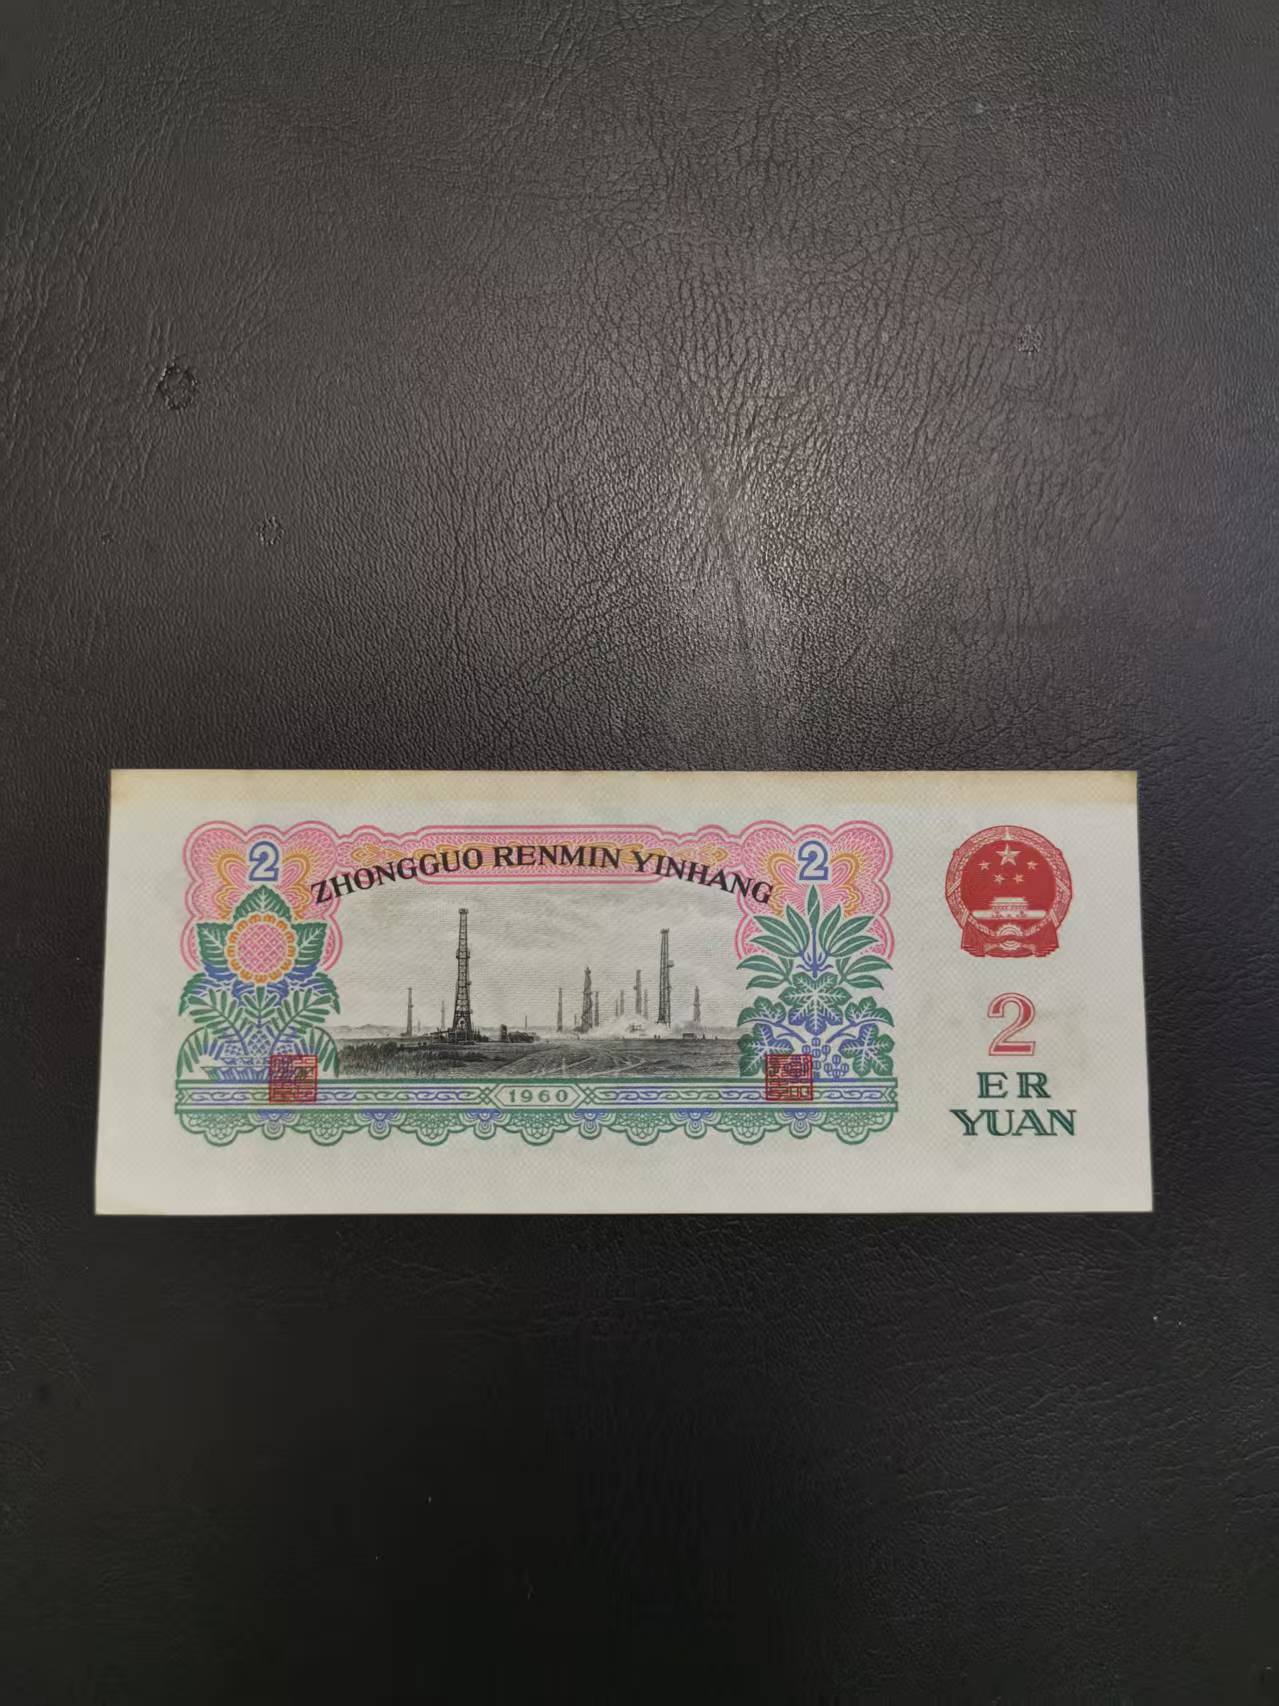 2 2
ZHONGGUO RENMIN YINHANG
1960
2
ER
YUAN